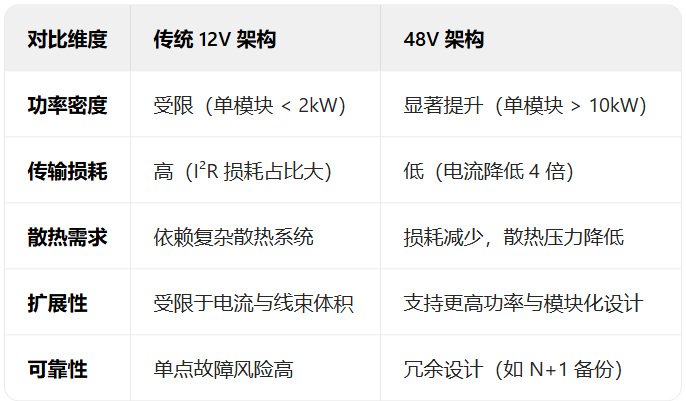 对比维度 传统 12V 架构 48V 架构
功率密度 受限（单模块 < 2kW） 显著提升（单模块 > 10kW）
传输损耗 高（I²R 损耗占比大） 低（电流降低 4 倍）
散热需求 依赖复杂散热系统 损耗减少，散热压力降低
扩展性 受限于电流与线束体积 支持更高功率与模块化设计
可靠性 单点故障风险高 冗余设计（如 N+1 备份）